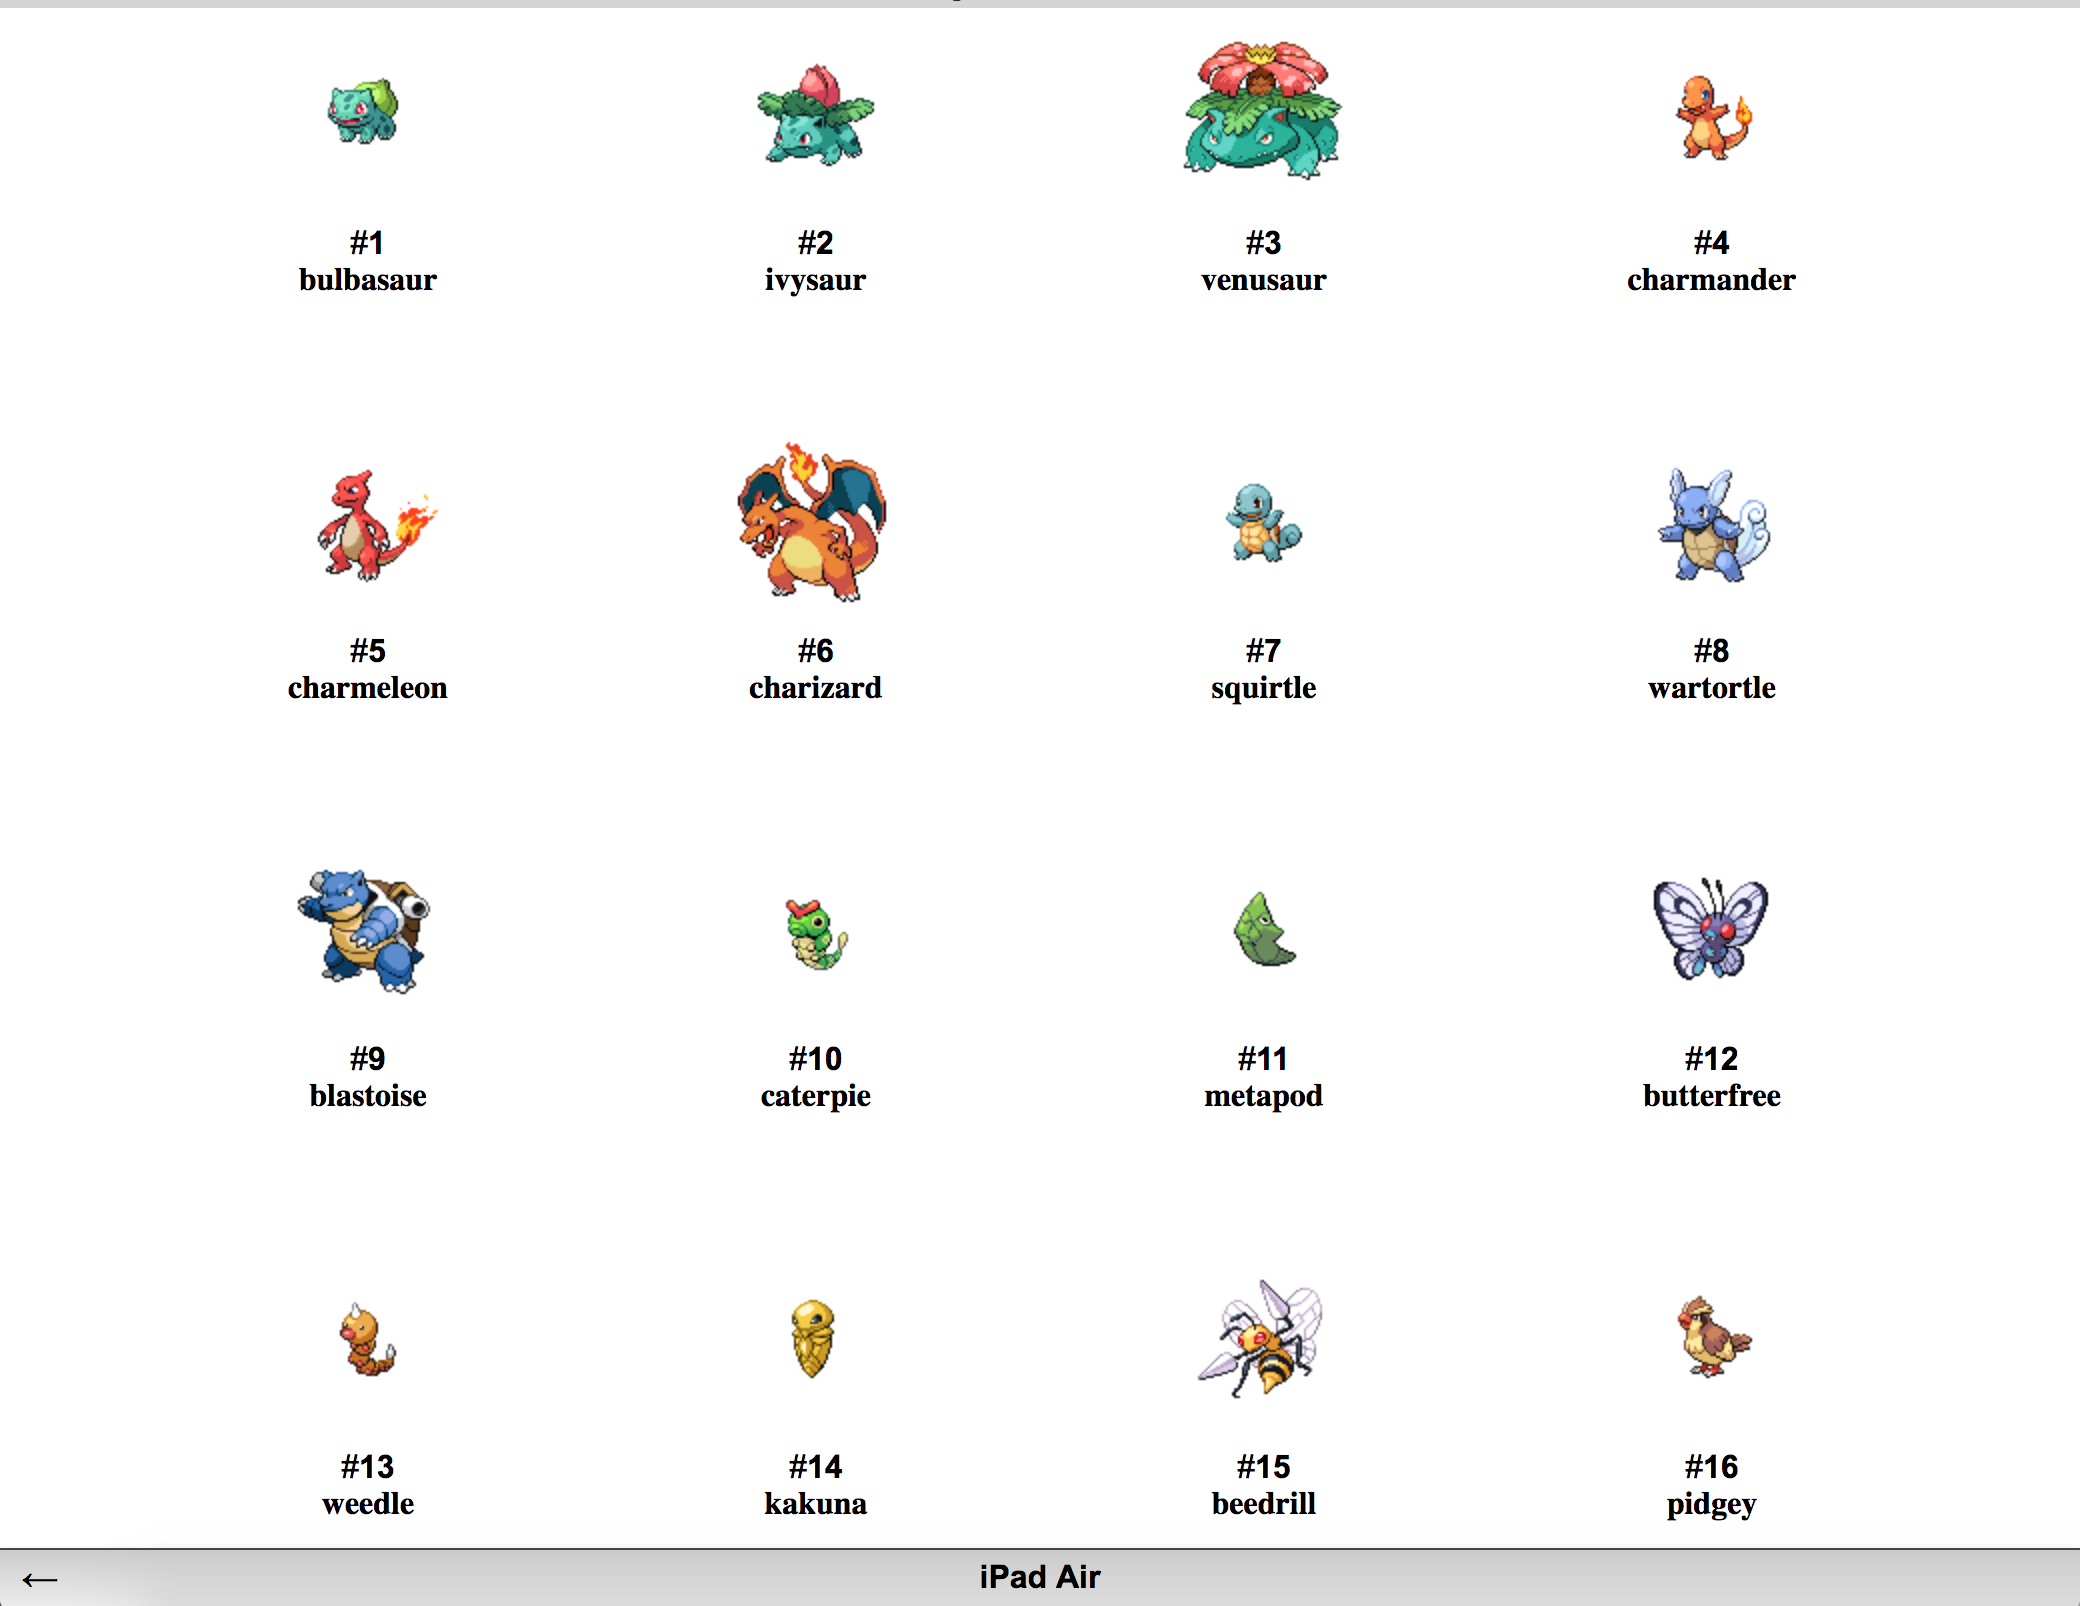 #1 #2 #3 #4
bulbasaur ivysaur venusaur charmander
#5 #6 #7 #8
charmeleon charizard squirtle wartortle
#9 #10 #11 #12
blastoise caterpie metapod butterfree
#13 #14 #15 #16
weedle kakuna beedrill pidgey
← iPad Air